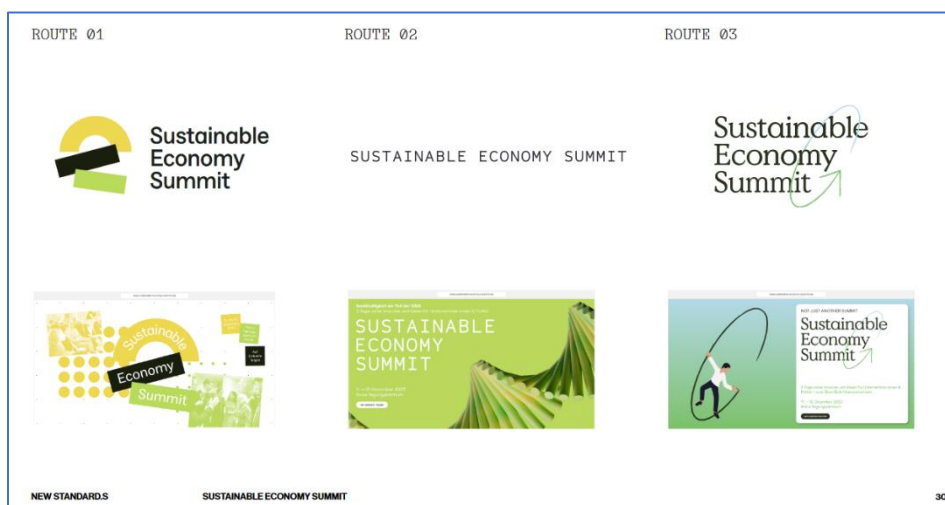 ROUTE 01
ROUTE 02
ROUTE 03
Sustainable
Economy
Summit
SUSTAINABLE ECONOMY SUMMIT
Sustainable
Economy
Summit
Sustainable
Economy
Summit
SUSTAINABLE
ECONOMY
SUMMIT
NOT JUST ANOTHER SUMMIT
Sustainable
Economy
Summit
NEW STANDARD.S
SUSTAINABLE ECONOMY SUMMIT
30